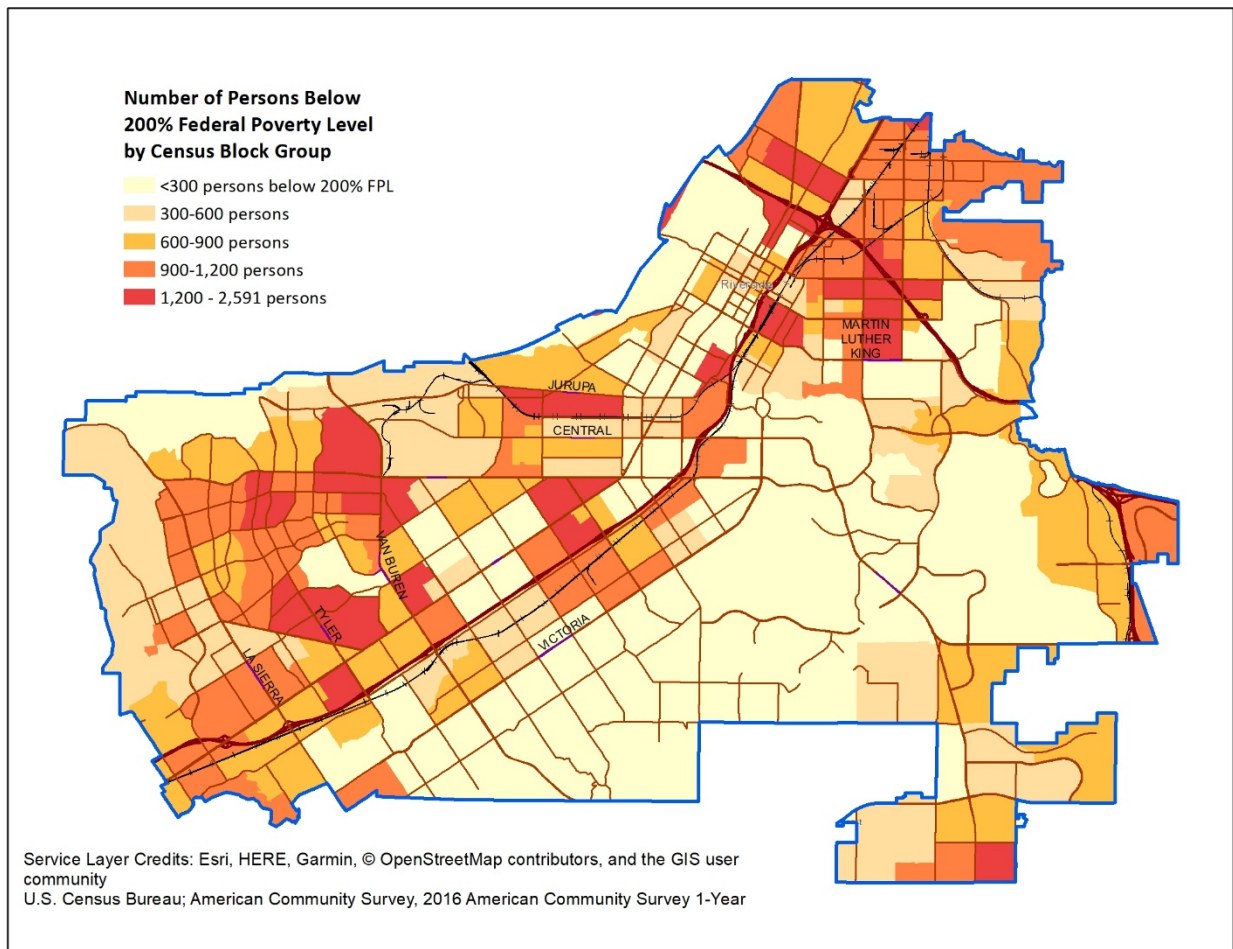 Number of Persons Below
200% Federal Poverty Level
by Census Block Group
<300 persons below 200% FPL
300-600 persons
600-900 persons
900-1,200 persons
1,200 - 2,591 persons
Riverside
MARTIN
LUTHER
KING
JURUPA
CENTRAL
VAN BUREN
TYLER
VICTORIA
LA SIERRA
Service Layer Credits: Esri, HERE, Garmin, © OpenStreetMap contributors, and the GIS user
community
U.S. Census Bureau; American Community Survey, 2016 American Community Survey 1-Year